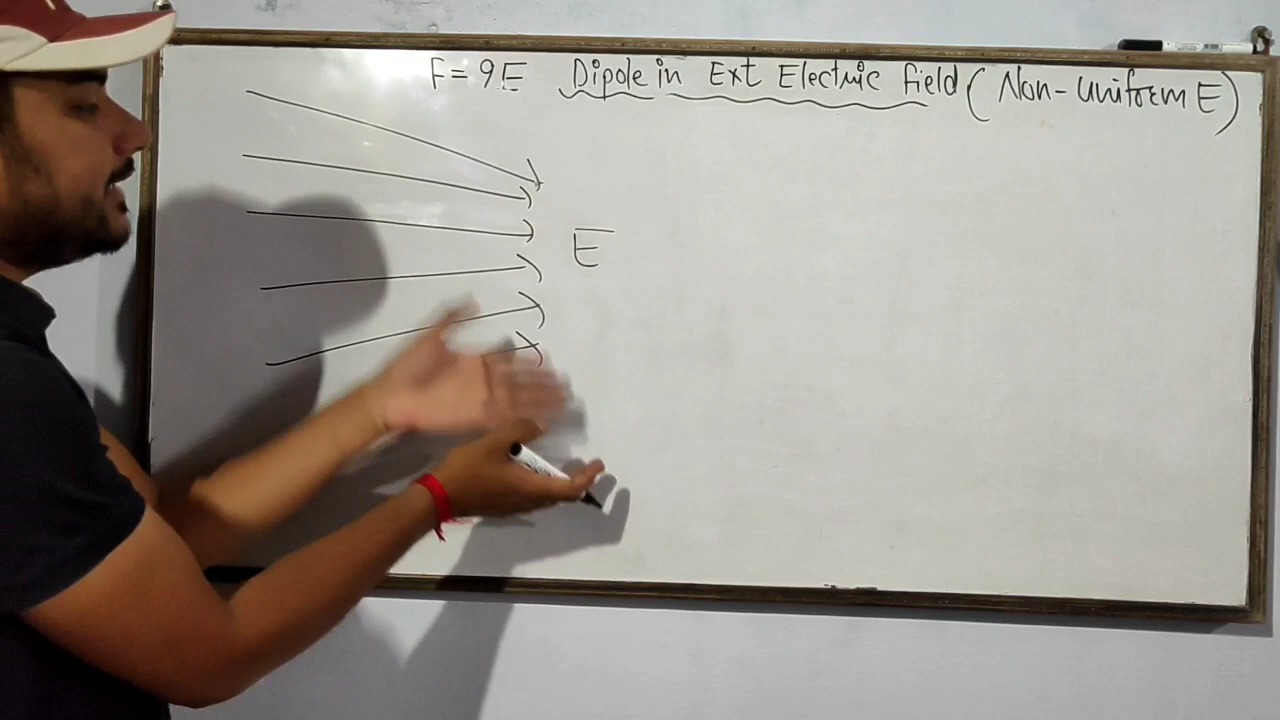 F = qE Dipole in Ext Electric field (Non-Uniform E)
E